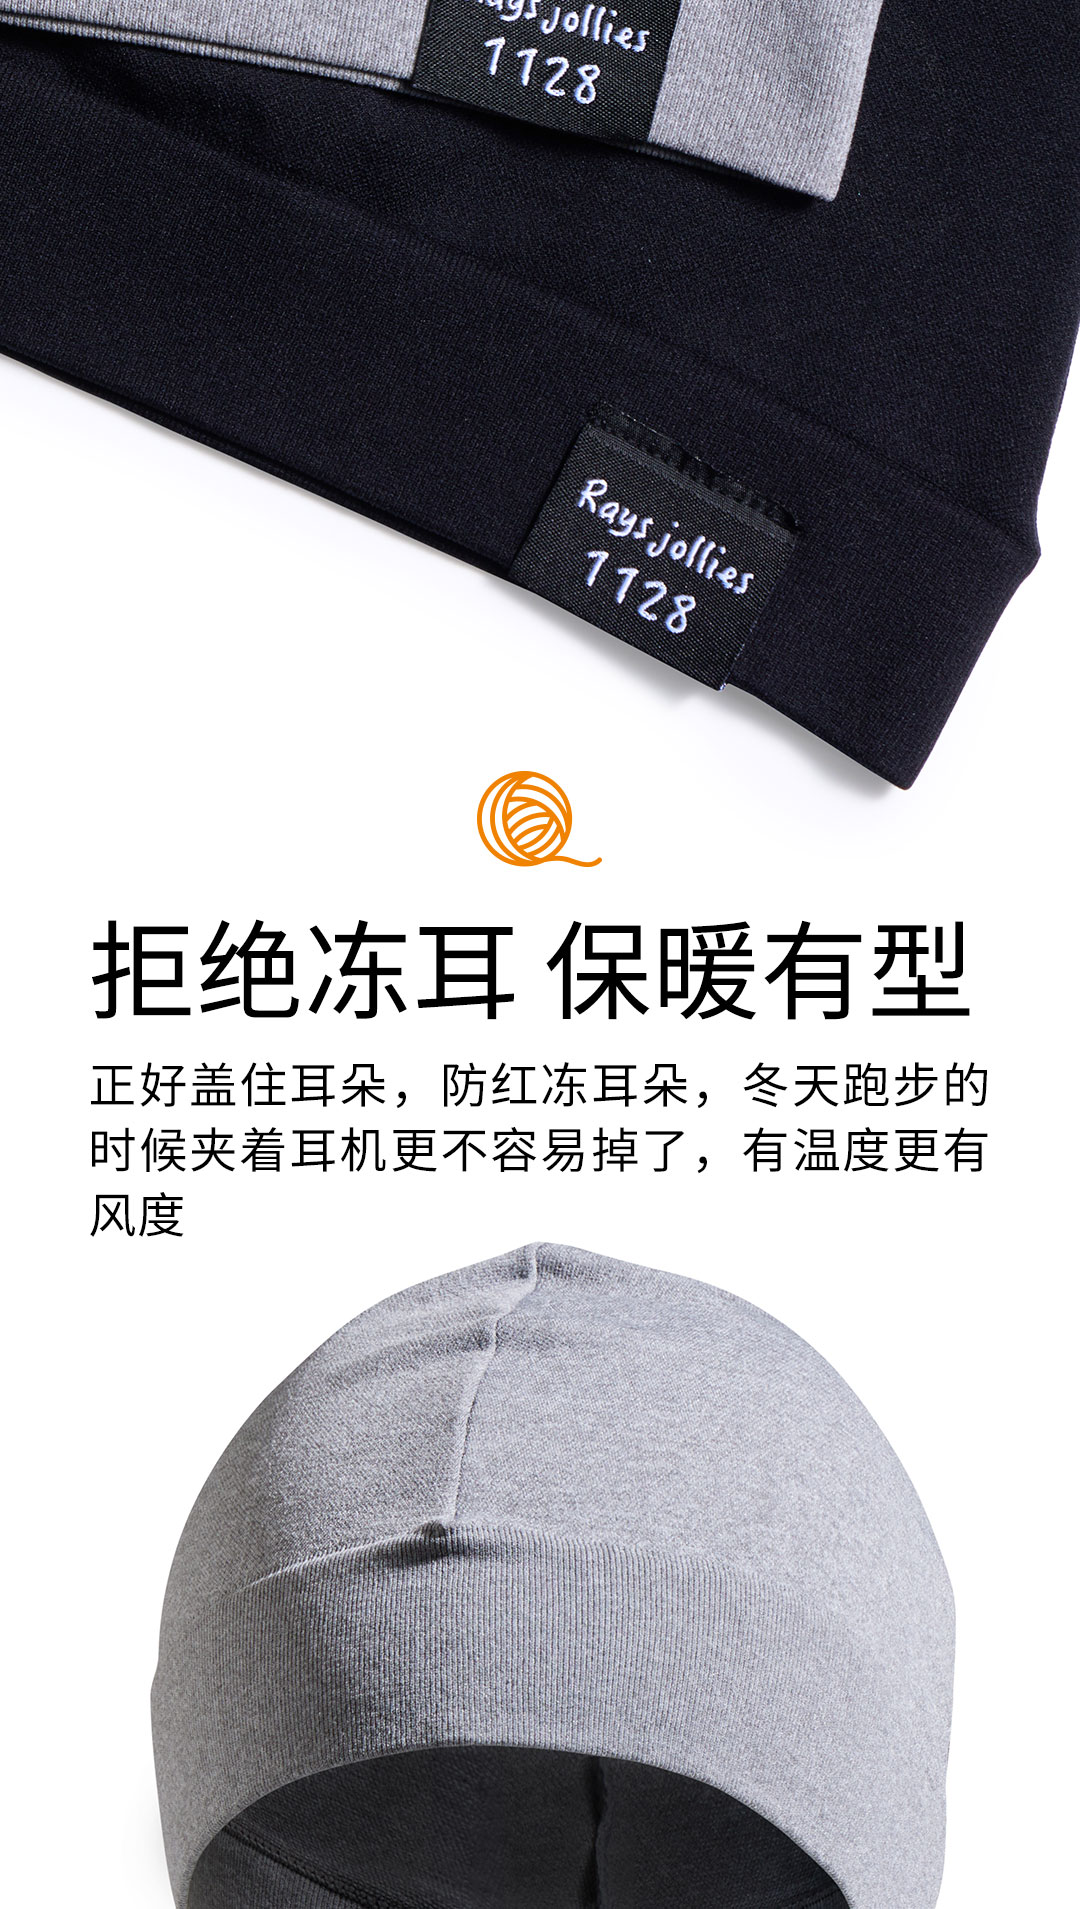 jollies
1128
Rays jollies
1128
拒绝冻耳 保暖有型
正好盖住耳朵，防红冻耳朵，冬天跑步的
时候夹着耳机更不容易掉了，有温度更有
风度